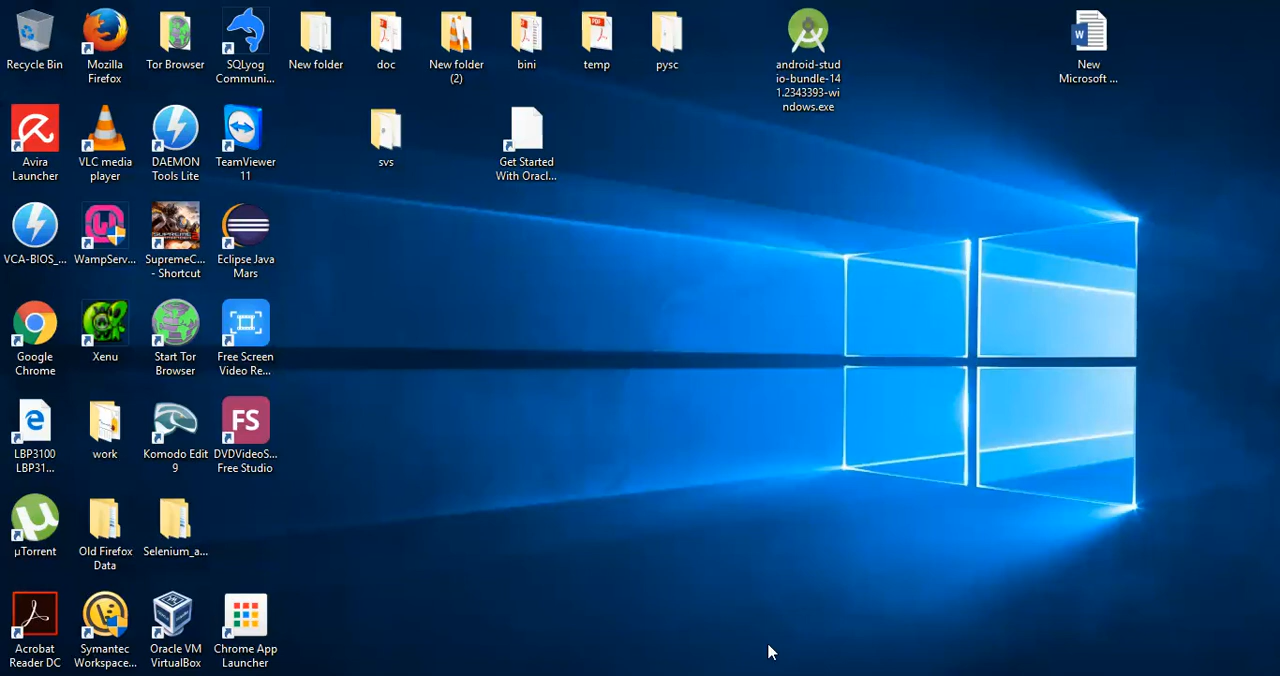 Recycle Bin
Mozilla
Firefox
Tor Browser
SQLyog
Communi...
New folder
doc
New folder
(2)
bini
temp
pysc
android-stud
io-bundle-14
1.2343393-wi
ndows.exe
New
Microsoft ...
Avira
Launcher
VLC media
player
DAEMON
Tools Lite
TeamViewer
11
svs
Get Started
With Oracl...
VCA-BIOS_...
WampServ...
SupremeC...
- Shortcut
Eclipse Java
Mars
Google
Chrome
Xenu
Start Tor
Browser
Free Screen
Video Re...
LBP3100
LBP31...
work
Komodo Edit
9
FS
DVDVideoS...
Free Studio
µTorrent
Old Firefox
Data
Selenium_a...
Acrobat
Reader DC
Symantec
Workspace...
Oracle VM
VirtualBox
Chrome App
Launcher